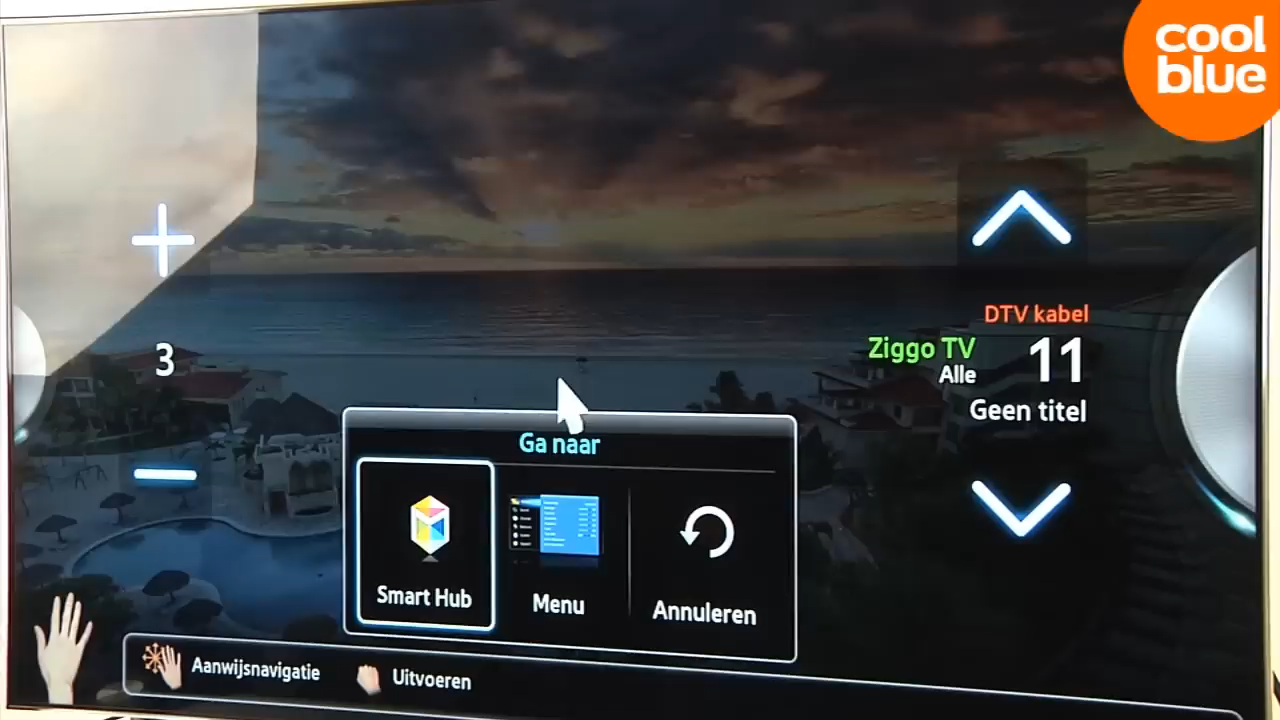 cool
blue
DTV kabel
Ziggo TV
11
Alle
Geen titel
3
Ga naar
Smart Hub
Menu
Annuleren
Aanwijsnavigatie
Uitvoeren